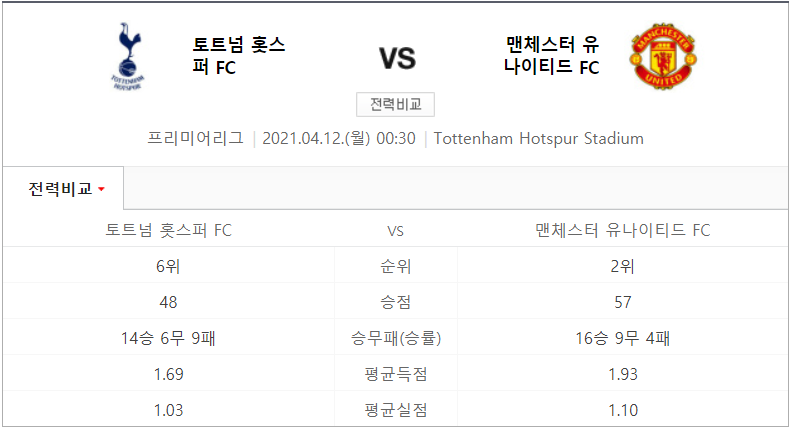 토트넘 홋스
퍼 FC
VS
맨체스터 유
나이티드 FC
TOTTENHAM
HOTSPUR
MANCHESTER
UNITED
전력비교
프리미어리그 | 2021.04.12.(월) 00:30 | Tottenham Hotspur Stadium
전력비교
토트넘 홋스퍼 FC VS 맨체스터 유나이티드 FC
6위 순위 2위
48 승점 57
14승 6무 9패 승무패(승률) 16승 9무 4패
1.69 평균득점 1.93
1.03 평균실점 1.10